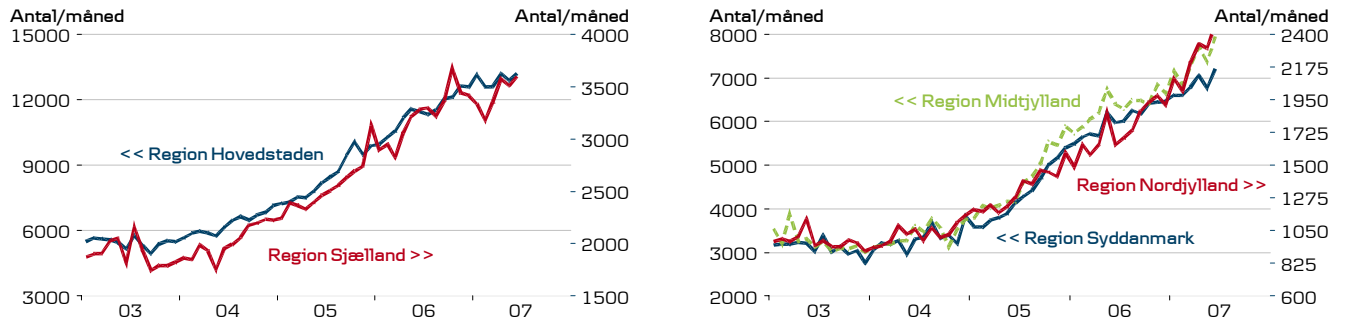 Antal/måned Antal/måned
15000 4000
3500
12000
3000
<< Region Hovedstaden
9000
2500
6000 2000
Region Sjælland >>
3000 1500
03 04 05 06 07
Antal/måned Antal/måned
8000 2400
2175
7000
<< Region Midtjylland 1950
6000
1725
5000 1500
Region Nordjylland >>
1275
4000
<< Region Syddanmark 1050
3000
825
2000 600
03 04 05 06 07